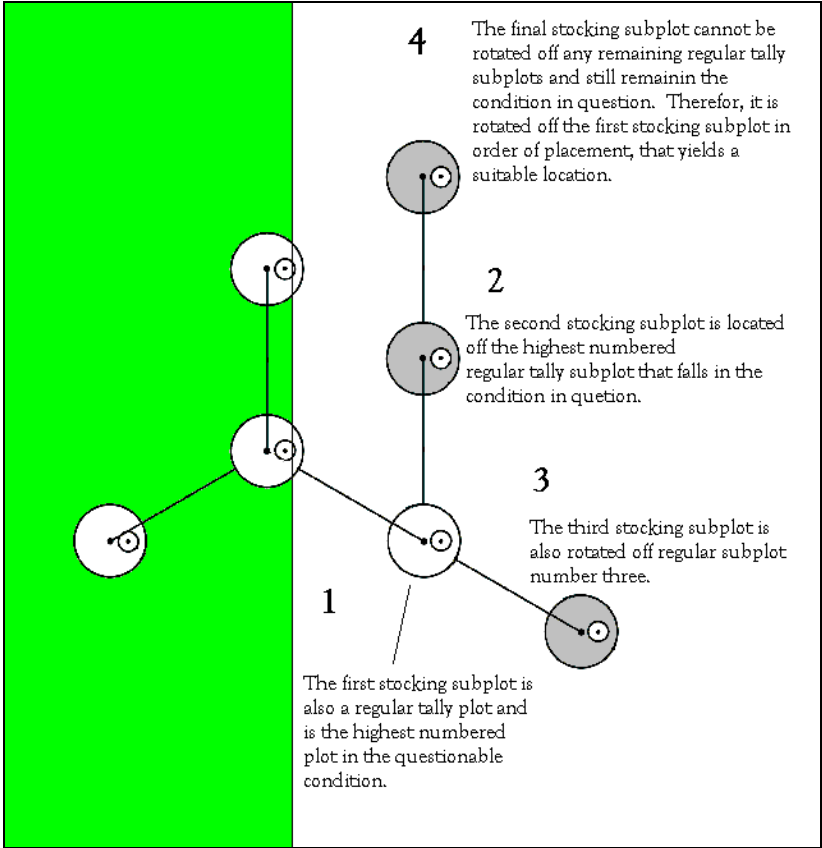 4
The final stocking subplot cannot be
rotated off any remaining regular tally
subplots and still remainin the
condition in question. Therefor, it is
rotated off the first stocking subplot in
order of placement, that yields a
suitable location.
2
The second stocking subplot is located
off the highest numbered
regular tally subplot that falls in the
condition in quetion.
3
The third stocking subplot is
also rotated off regular subplot
number three.
1
The first stocking subplot is
also a regular tally plot and
is the highest numbered
plot in the questionable
condition.